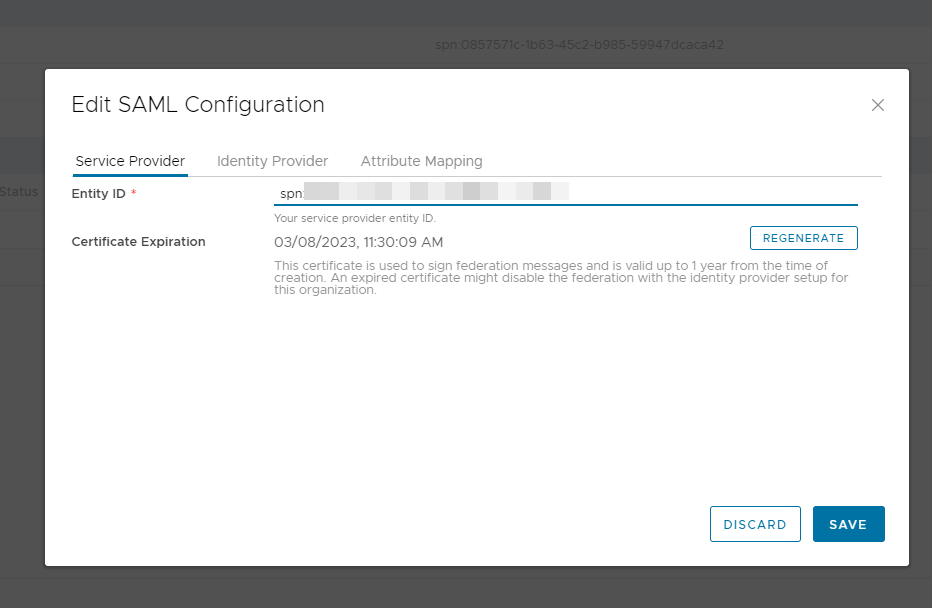 spn:0857571c-1b63-45c2-b985-59947dcaca42
Edit SAML Configuration
Service Provider Identity Provider Attribute Mapping
Status
Entity ID * spn:
Your service provider entity ID.
Certificate Expiration 03/08/2023, 11:30:09 AM REGENERATE
This certificate is used to sign federation messages and is valid up to 1 year from the time of
creation. An expired certificate might disable the federation with the identity provider setup for
this organization.
DISCARD SAVE